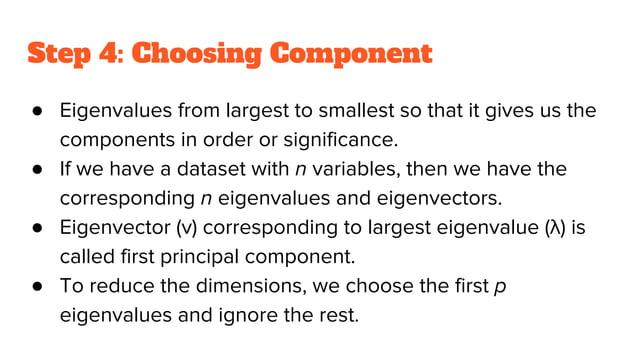 Step 4: Choosing Component
● Eigenvalues from largest to smallest so that it gives us the
components in order or significance.
● If we have a dataset with n variables, then we have the
corresponding n eigenvalues and eigenvectors.
● Eigenvector (v) corresponding to largest eigenvalue (λ) is
called first principal component.
● To reduce the dimensions, we choose the first p
eigenvalues and ignore the rest.